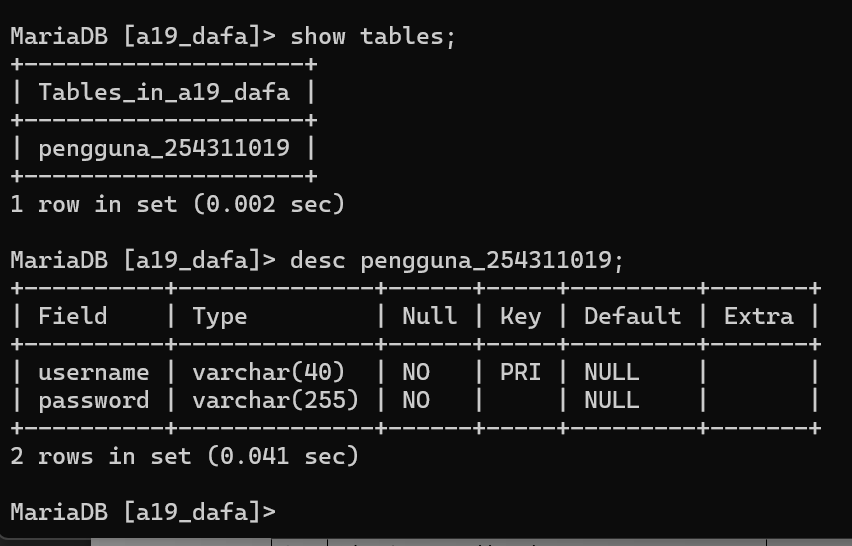 MariaDB [a19_dafa]> show tables;
+--------------------+
| Tables_in_a19_dafa |
+--------------------+
| pengguna_254311019 |
+--------------------+
1 row in set (0.002 sec)
MariaDB [a19_dafa]> desc pengguna_254311019;
+----------+--------------+------+-----+---------+-------+
| Field    | Type         | Null | Key | Default | Extra |
+----------+--------------+------+-----+---------+-------+
| username | varchar(40)  | NO   | PRI | NULL    |       |
| password | varchar(255) | NO   |     | NULL    |       |
+----------+--------------+------+-----+---------+-------+
2 rows in set (0.041 sec)
MariaDB [a19_dafa]>